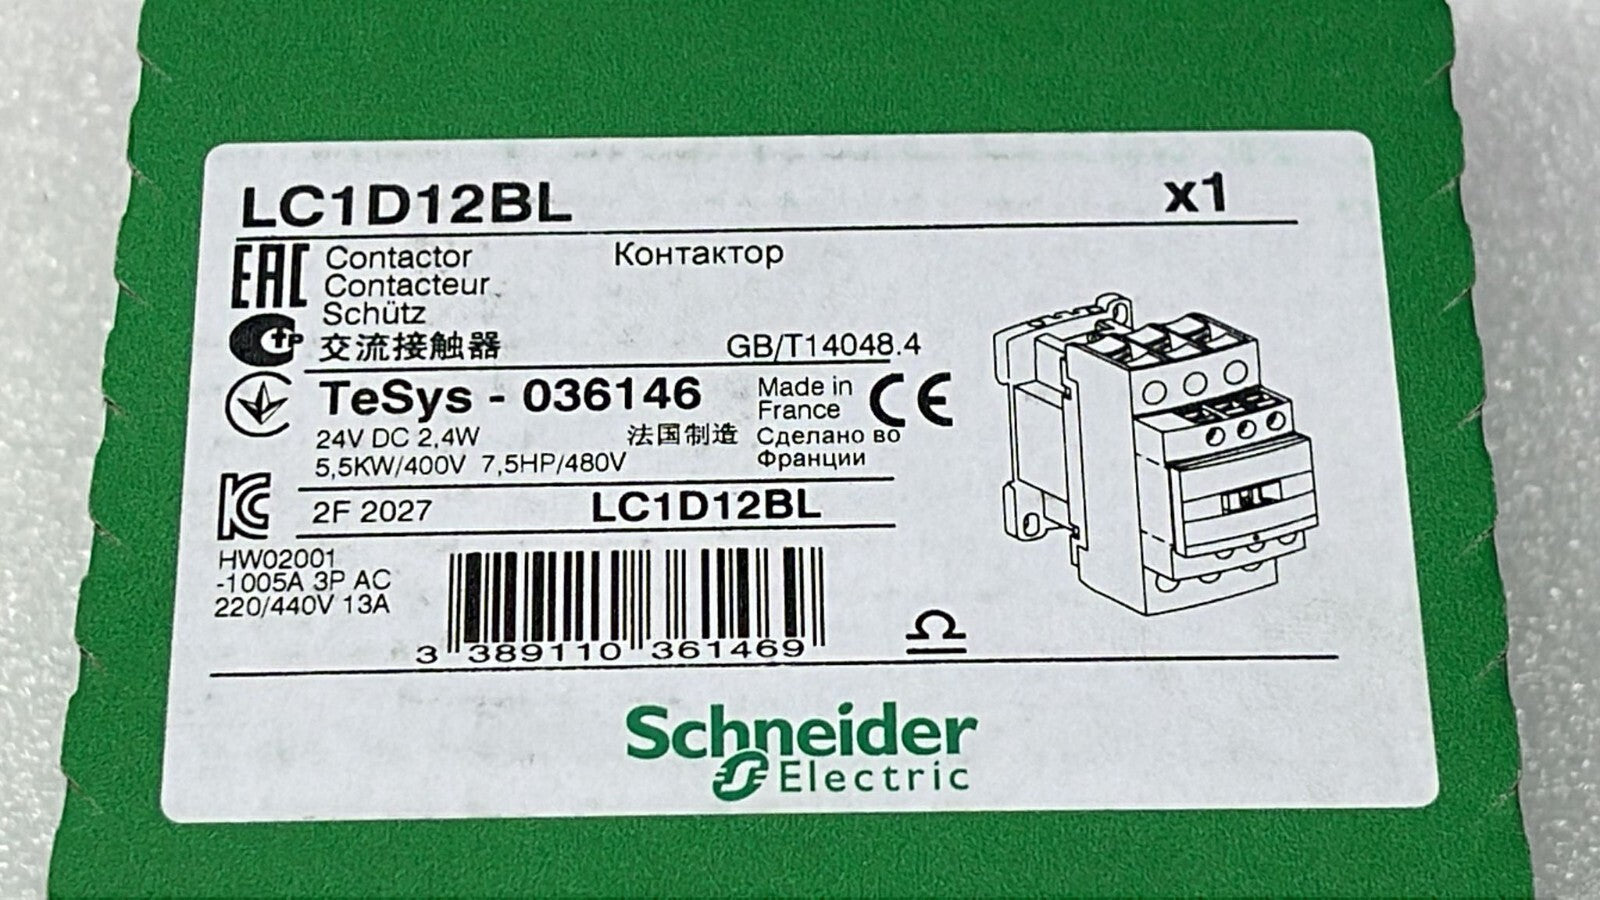 LC1D12BL x1
EAC Contactor Контактор
Contacteur
Schütz
交流接触器 GB/T14048.4
TeSys - 036146 Made in France CE
24V DC 2,4W 法国制造 Сделано во Франции
5,5KW/400V 7,5HP/480V
2F 2027 LC1D12BL
HW02001
-1005A 3P AC
220/440V 13A
3 389110 361469
Schneider
Electric